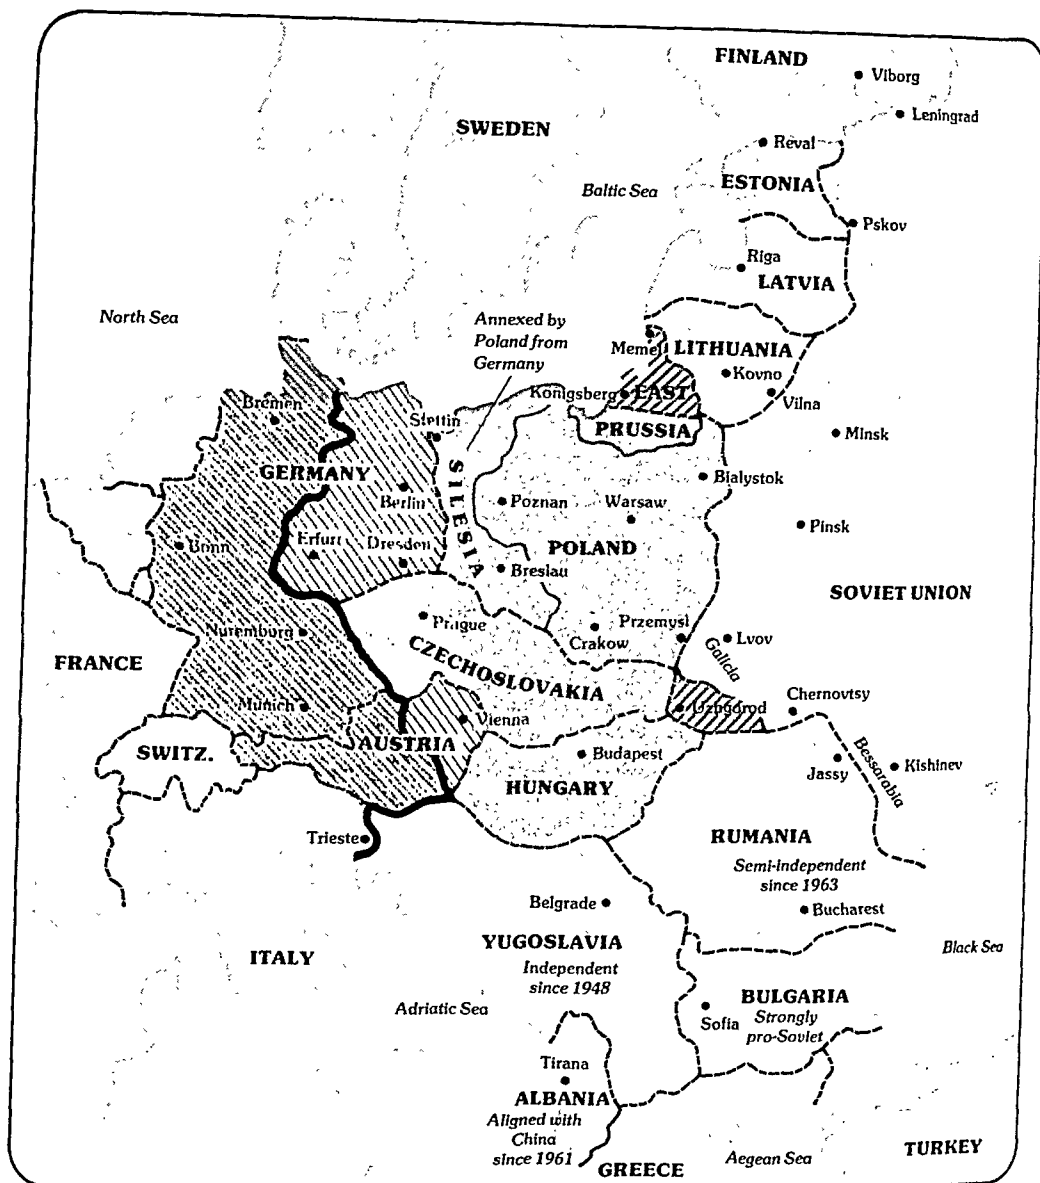 FINLAND
Viborg
Leningrad
SWEDEN
Reval
Baltic Sea
ESTONIA
Pskov
Riga
LATVIA
North Sea
Annexed by
Poland from
Germany
Memel
LITHUANIA
Kovno
Königsberg
EAST
PRUSSIA
Vilna
Bremen
Stettin
Minsk
GERMANY
SILESIA
Bialystok
Berlin
Poznan
Warsaw
Pinsk
Bonn
Erfurt
Dresden
POLAND
Breslau
SOVIET UNION
Prague
Przemysl
Lvov
Nuremburg
Crakow
Galicia
FRANCE
CZECHOSLOVAKIA
Munich
Vienna
Uzhgorod
Chernovtsy
SWITZ.
AUSTRIA
Budapest
Jassy
Bessarabia
Kishinev
HUNGARY
Trieste
RUMANIA
Semi-independent
since 1963
Belgrade
Bucharest
ITALY
YUGOSLAVIA
Independent
since 1948
Black Sea
Adriatic Sea
BULGARIA
Sofia
Strongly
pro-Soviet
Tirana
ALBANIA
Aligned with
China
since 1961
GREECE
Aegean Sea
TURKEY